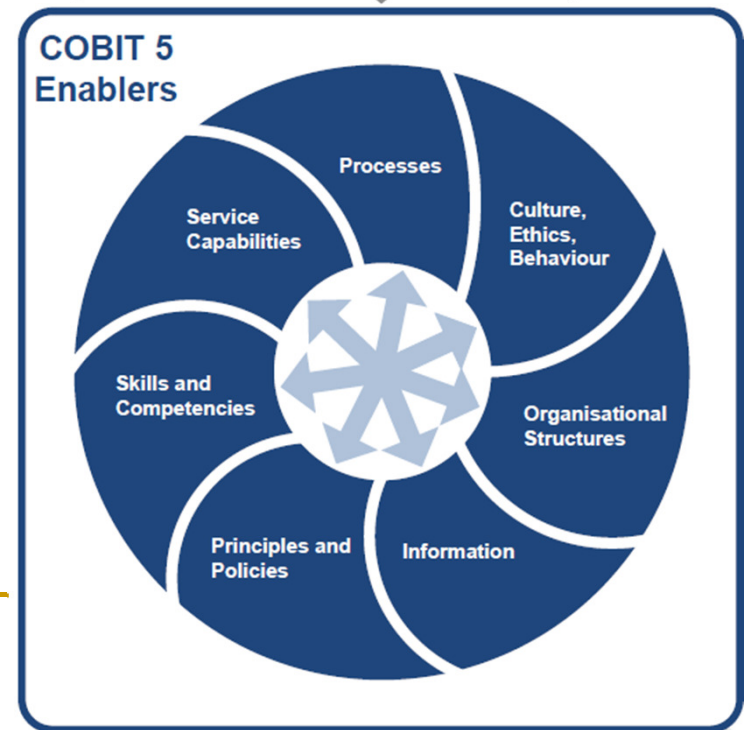 COBIT 5
Enablers
Processes
Culture,
Ethics,
Behaviour
Service
Capabilities
Skills and
Competencies
Organisational
Structures
Principles and
Policies
Information